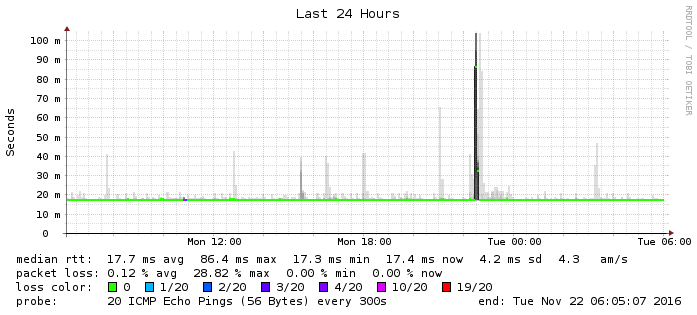 Last 24 Hours
RRDTOOL / TOBI OETIKER
Seconds
100 m
90 m
80 m
70 m
60 m
50 m
40 m
30 m
20 m
10 m
0
Mon 12:00 Mon 18:00 Tue 00:00 Tue 06:00
median rtt: 17.7 ms avg 86.4 ms max 17.3 ms min 17.4 ms now 4.2 ms sd 4.3 am/s
packet loss: 0.12 % avg 28.82 % max 0.00 % min 0.00 % now
loss color: 0 1/20 2/20 3/20 4/20 10/20 19/20
probe: 20 ICMP Echo Pings (56 Bytes) every 300s end: Tue Nov 22 06:05:07 2016